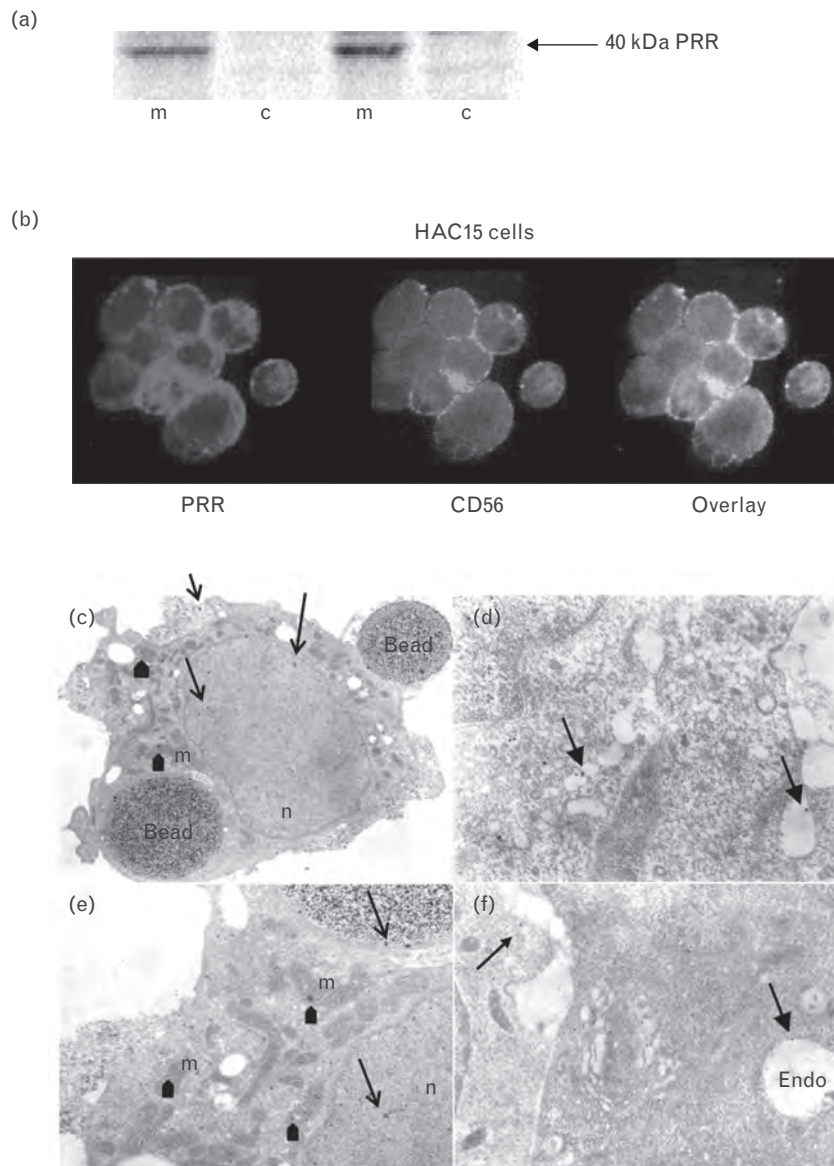 (a)
40 kDa PRR
m c m c
(b)
HAC15 cells
PRR CD56 Overlay
(c) Bead (d)
m
Bead n
(e) (f)
m
m n
Endo